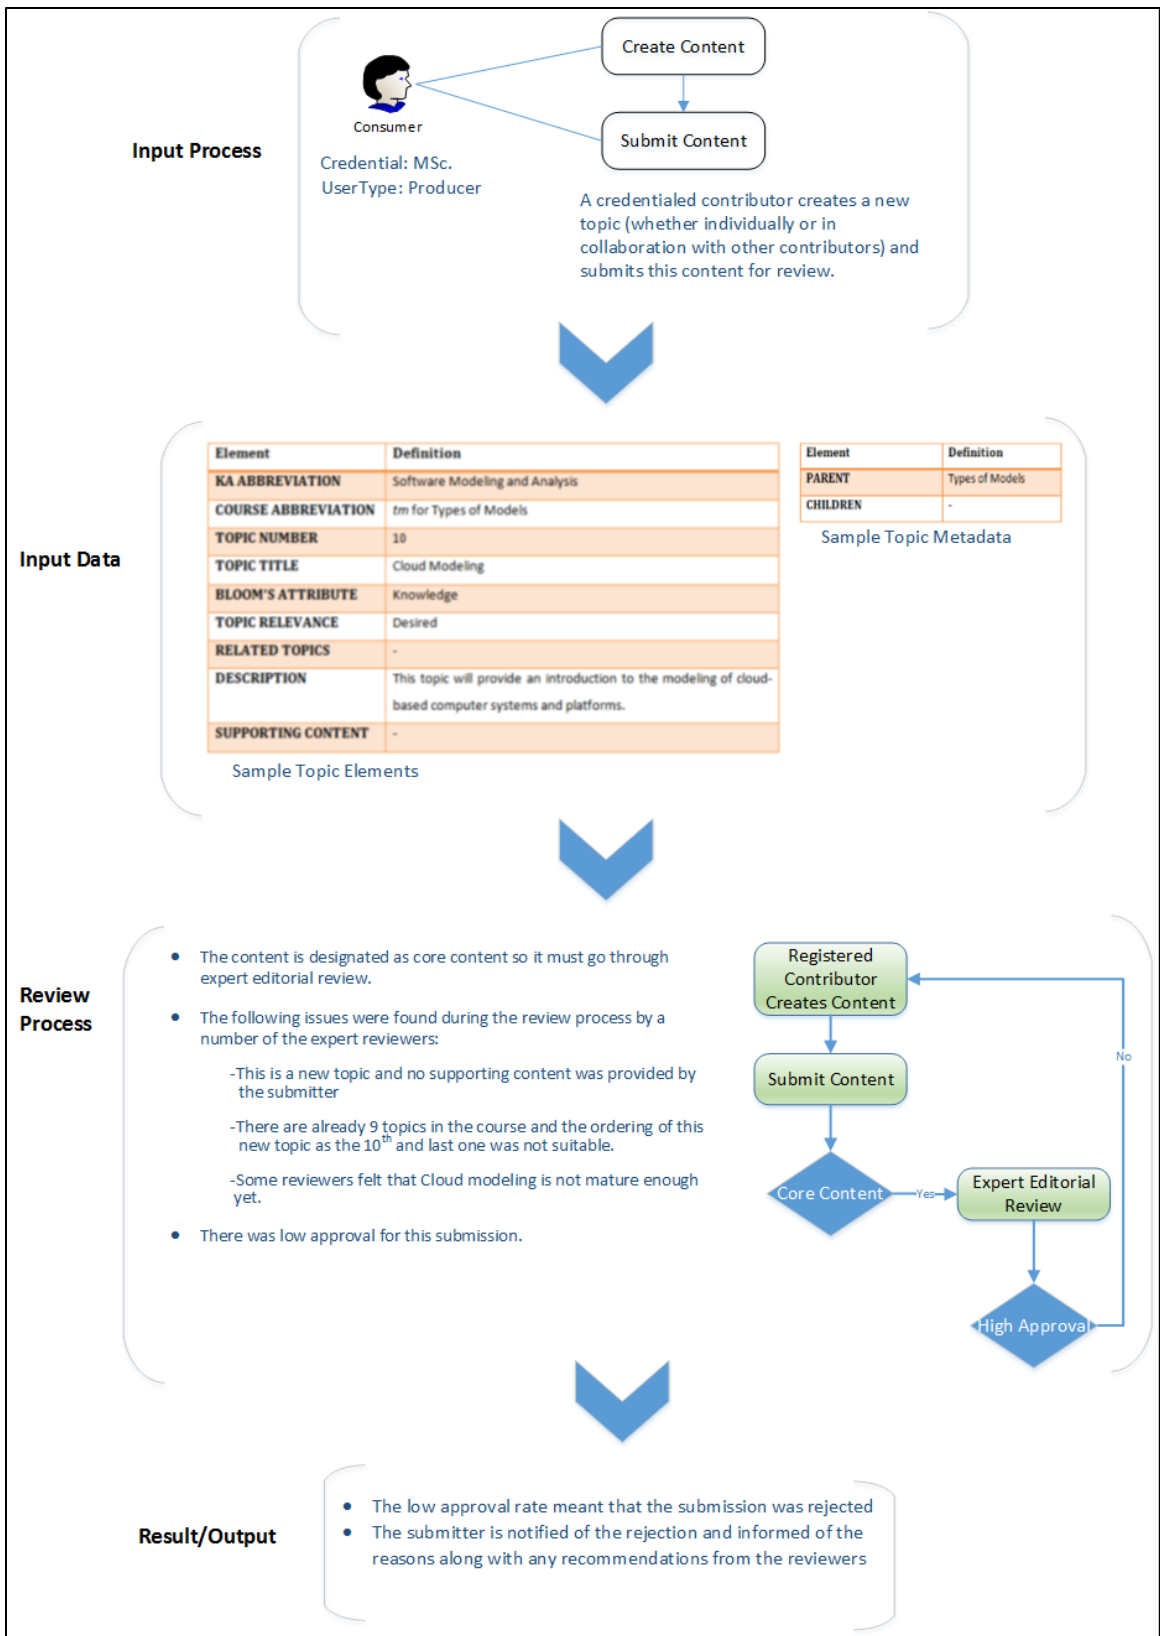 Create Content
Consumer
Submit Content
Input Process
Credential: MSc.
UserType: Producer
A credentialed contributor creates a new
topic (whether individually or in
collaboration with other contributors) and
submits this content for review.
Input Data
Element Definition
KA ABBREVIATION Software Modeling and Analysis
COURSE ABBREVIATION tm for Types of Models
TOPIC NUMBER 10
TOPIC TITLE Cloud Modeling
BLOOM'S ATTRIBUTE Knowledge
TOPIC RELEVANCE Desired
RELATED TOPICS -
DESCRIPTION This topic will provide an introduction to the modeling of cloud-
based computer systems and platforms.
SUPPORTING CONTENT -
Sample Topic Elements
Element Definition
PARENT Types of Models
CHILDREN -
Sample Topic Metadata
Review
Process
• The content is designated as core content so it must go through
expert editorial review.
• The following issues were found during the review process by a
number of the expert reviewers:
-This is a new topic and no supporting content was provided by
the submitter
-There are already 9 topics in the course and the ordering of this
new topic as the 10th and last one was not suitable.
-Some reviewers felt that Cloud modeling is not mature enough
yet.
• There was low approval for this submission.
Registered
Contributor
Creates Content
No
Submit Content
Core Content
Yes
Expert Editorial
Review
High Approval
Result/Output
• The low approval rate meant that the submission was rejected
• The submitter is notified of the rejection and informed of the
reasons along with any recommendations from the reviewers